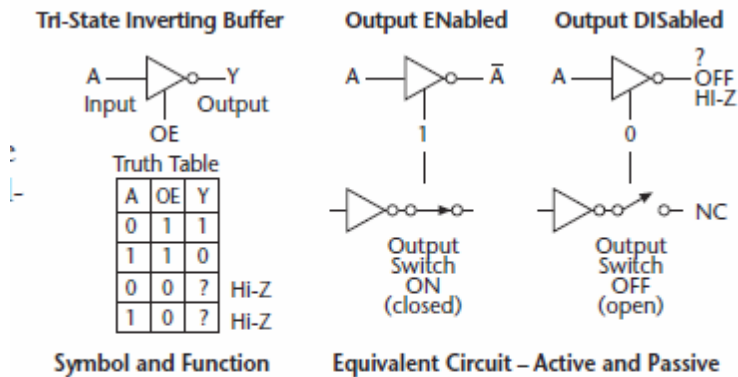 Tri-State Inverting Buffer
A Y
Input Output
OE
Truth Table
A OE Y
0 1 1
1 1 0
0 0 ? Hi-Z
1 0 ? Hi-Z
Symbol and Function
Output ENabled
A Ā
1
Output
Switch
ON
(closed)
Output DISabled
?
A OFF
HI-Z
0
NC
Output
Switch
OFF
(open)
Equivalent Circuit – Active and Passive